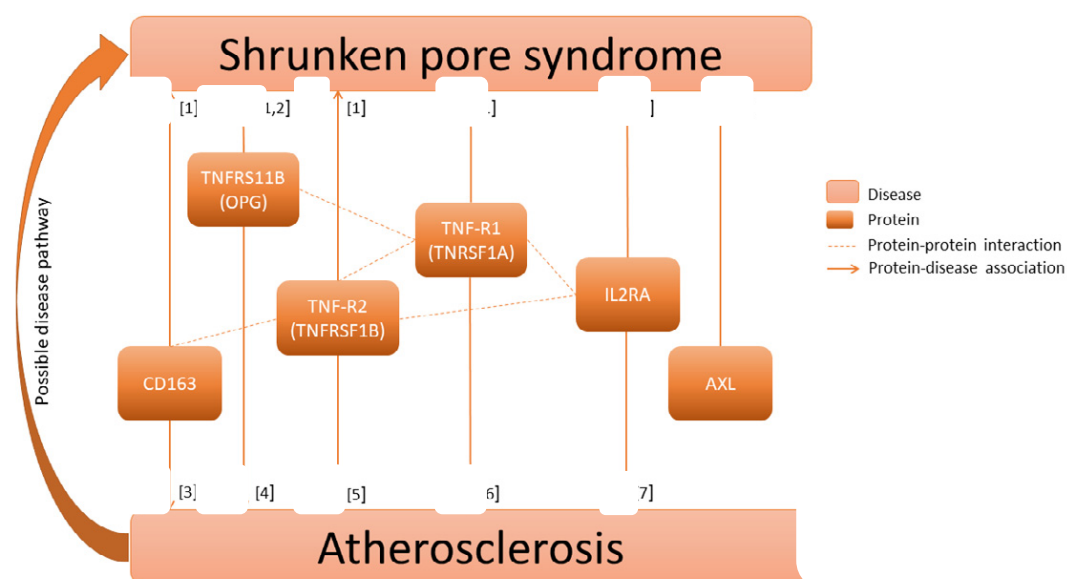 Shrunken pore syndrome
[1]
1,2]
[1]
]
]
TNFRS11B
(OPG)
TNF-R1
(TNRSF1A)
TNF-R2
(TNFRSF1B)
IL2RA
CD163
AXL
Possible disease pathway
Disease
Protein
Protein-protein interaction
Protein-disease association
[3]
[4]
[5]
6]
7]
Atherosclerosis